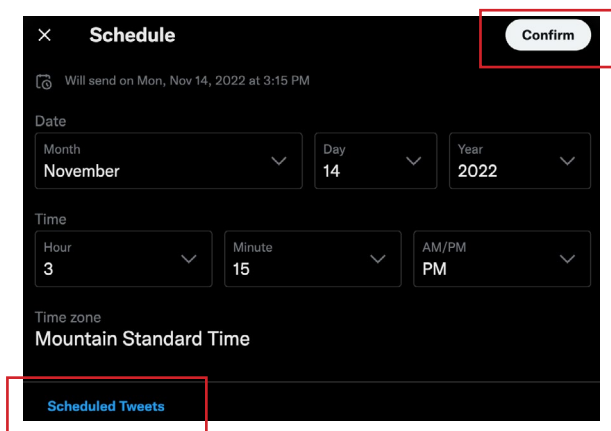 Schedule
Confirm
Will send on Mon, Nov 14, 2022 at 3:15 PM
Date
Month
November
Day
14
Year
2022
Time
Hour
3
Minute
15
AM/PM
PM
Time zone
Mountain Standard Time
Scheduled Tweets